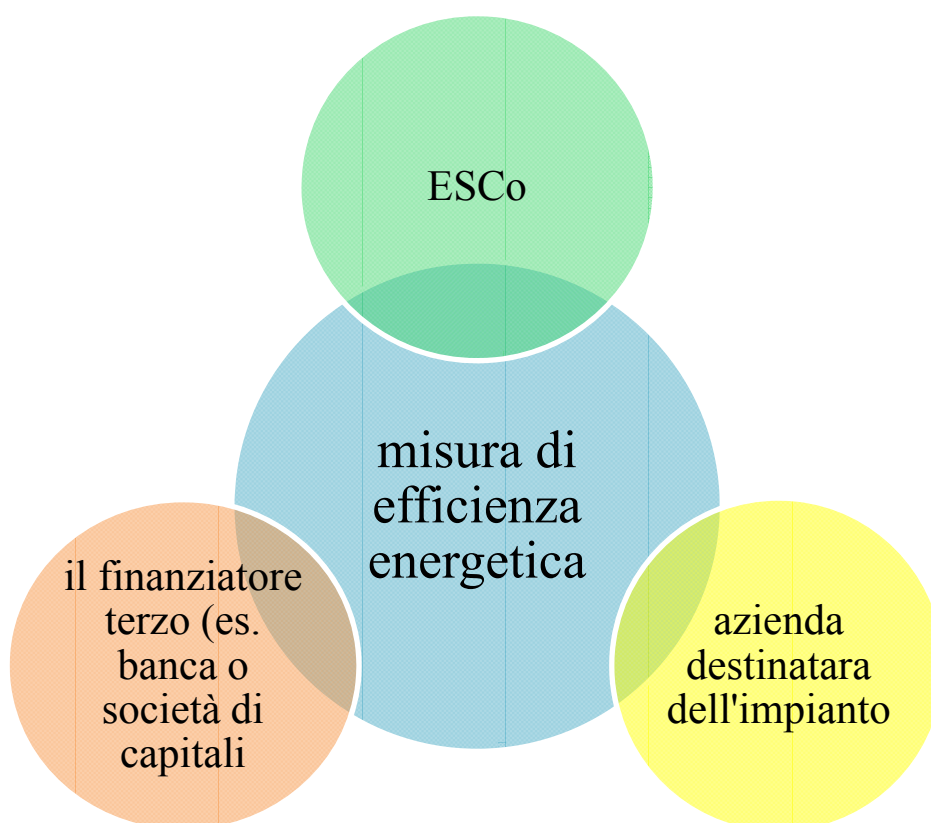 ESCo
misura di
efficienza
energetica
il finanziatore
terzo (es.
banca o
società di
capitali
azienda
destinatara
dell'impianto